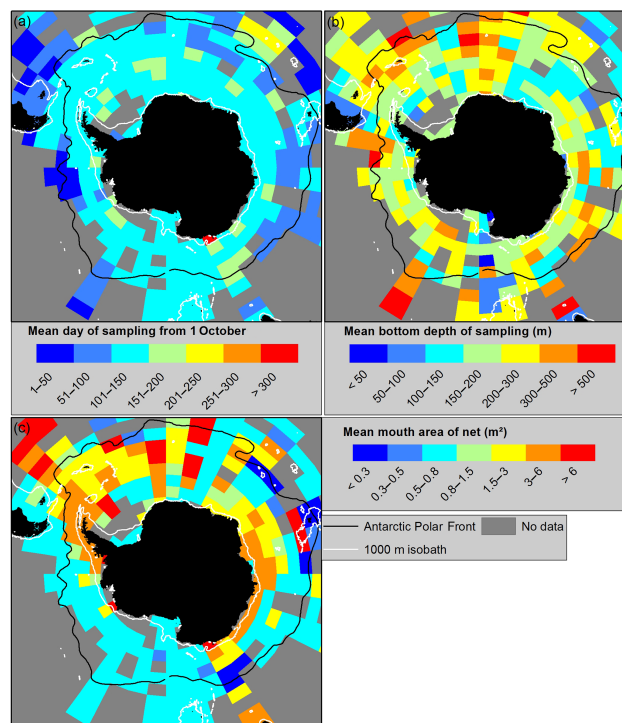 (a)
(b)
Mean day of sampling from 1 October
1–50
51–100
101–150
151–200
201–250
251–300
> 300
Mean bottom depth of sampling (m)
< 50
50–100
100–150
150–200
200–300
300–500
> 500
(c)
Mean mouth area of net (m²)
< 0.3
0.3–0.5
0.5–0.8
0.8–1.5
1.5–3
3–6
> 6
Antarctic Polar Front
No data
1000 m isobath